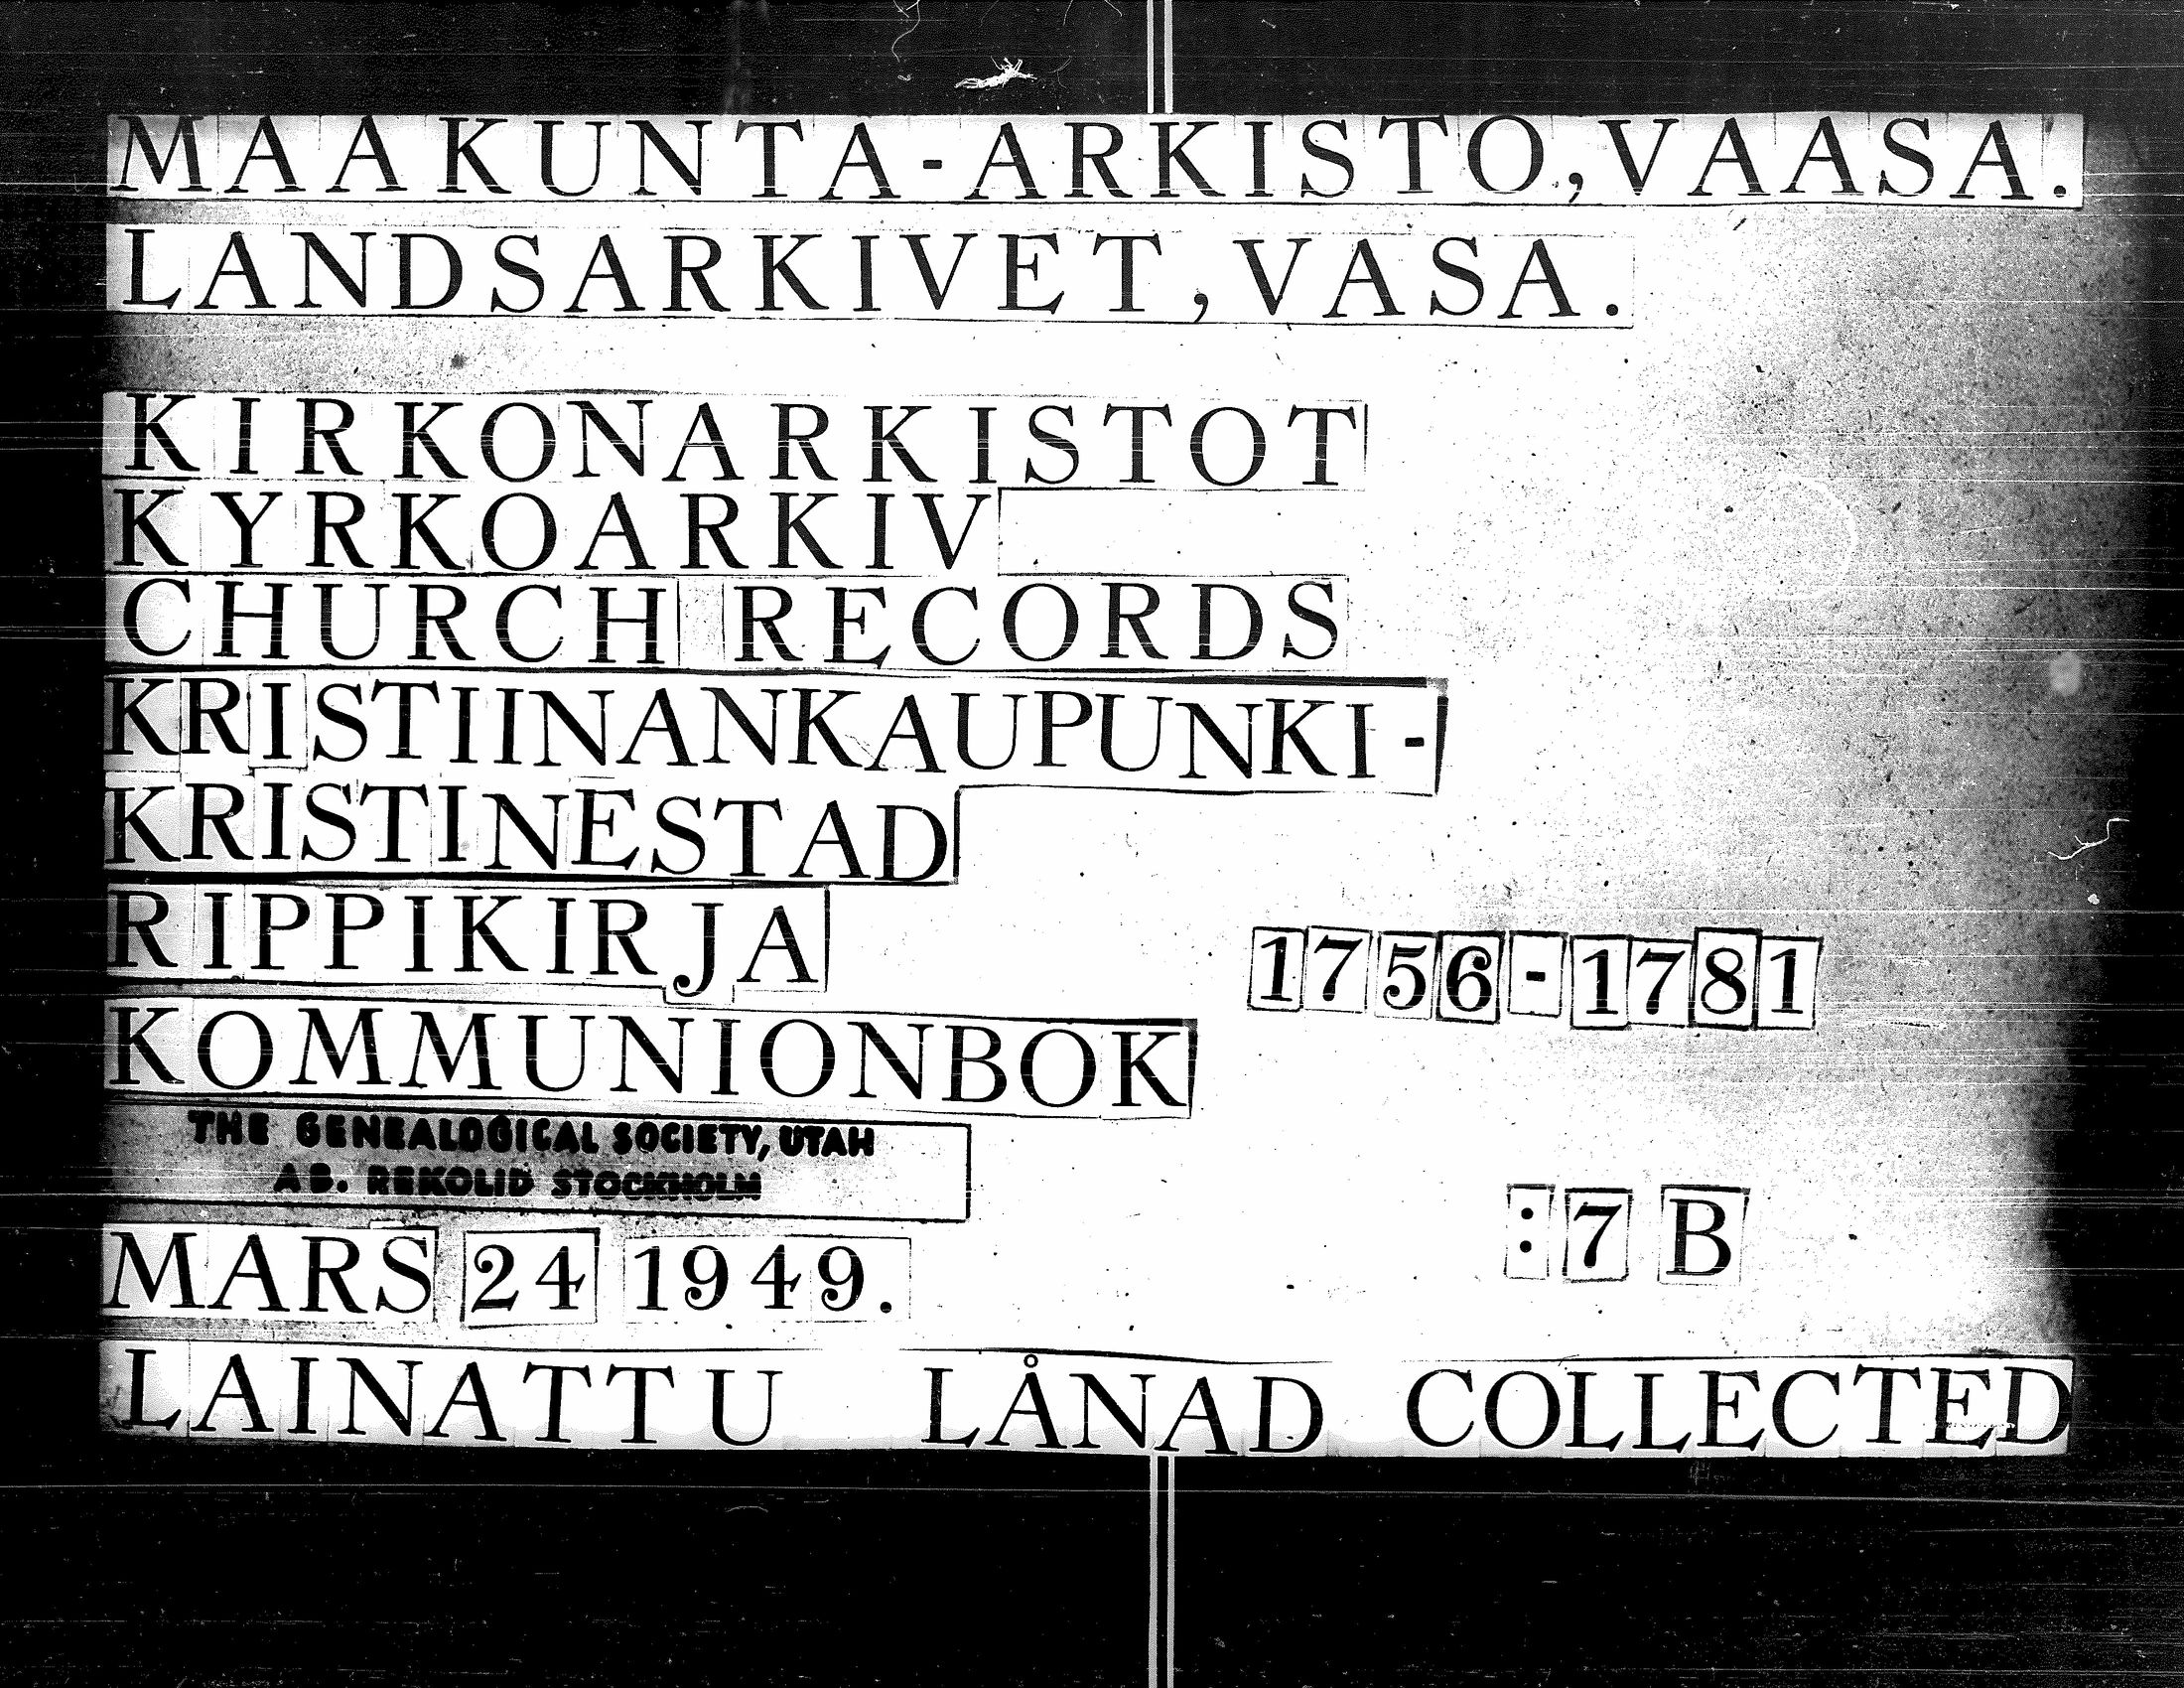 MAAKUNTA-ARKISTO, VAASA.
LANDSARKIVET, VASA.
KIRKONARKISTOT
KYRKOARKIV
CHURCH RECORDS
KRISTIINANKAUPUNKI-
KRISTINESTAD
RIPPIKIRJA 1756-1781
KOMMUNIONBOK
THE GENEALOGICAL SOCIETY, UTAH
AB. REKOLID STOCKHOLM
:7 B
MARS 24 1949.
LAINATTU LÅNAD COLLECTED